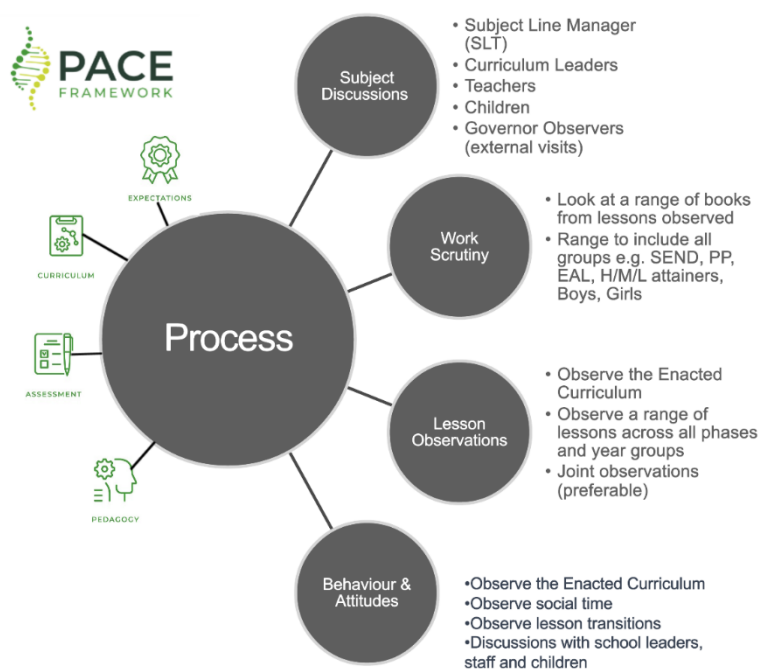 PACE
FRAMEWORK
EXPECTATIONS
CURRICULUM
ASSESSMENT
PEDAGOGY
Process
Subject
Discussions
• Subject Line Manager
(SLT)
• Curriculum Leaders
• Teachers
• Children
• Governor Observers
(external visits)
Work
Scrutiny
• Look at a range of books
from lessons observed
• Range to include all
groups e.g. SEND, PP,
EAL, H/M/L attainers,
Boys, Girls
Lesson
Observations
• Observe the Enacted
Curriculum
• Observe a range of
lessons across all phases
and year groups
• Joint observations
(preferable)
Behaviour &
Attitudes
•Observe the Enacted Curriculum
•Observe social time
•Observe lesson transitions
•Discussions with school leaders,
staff and children